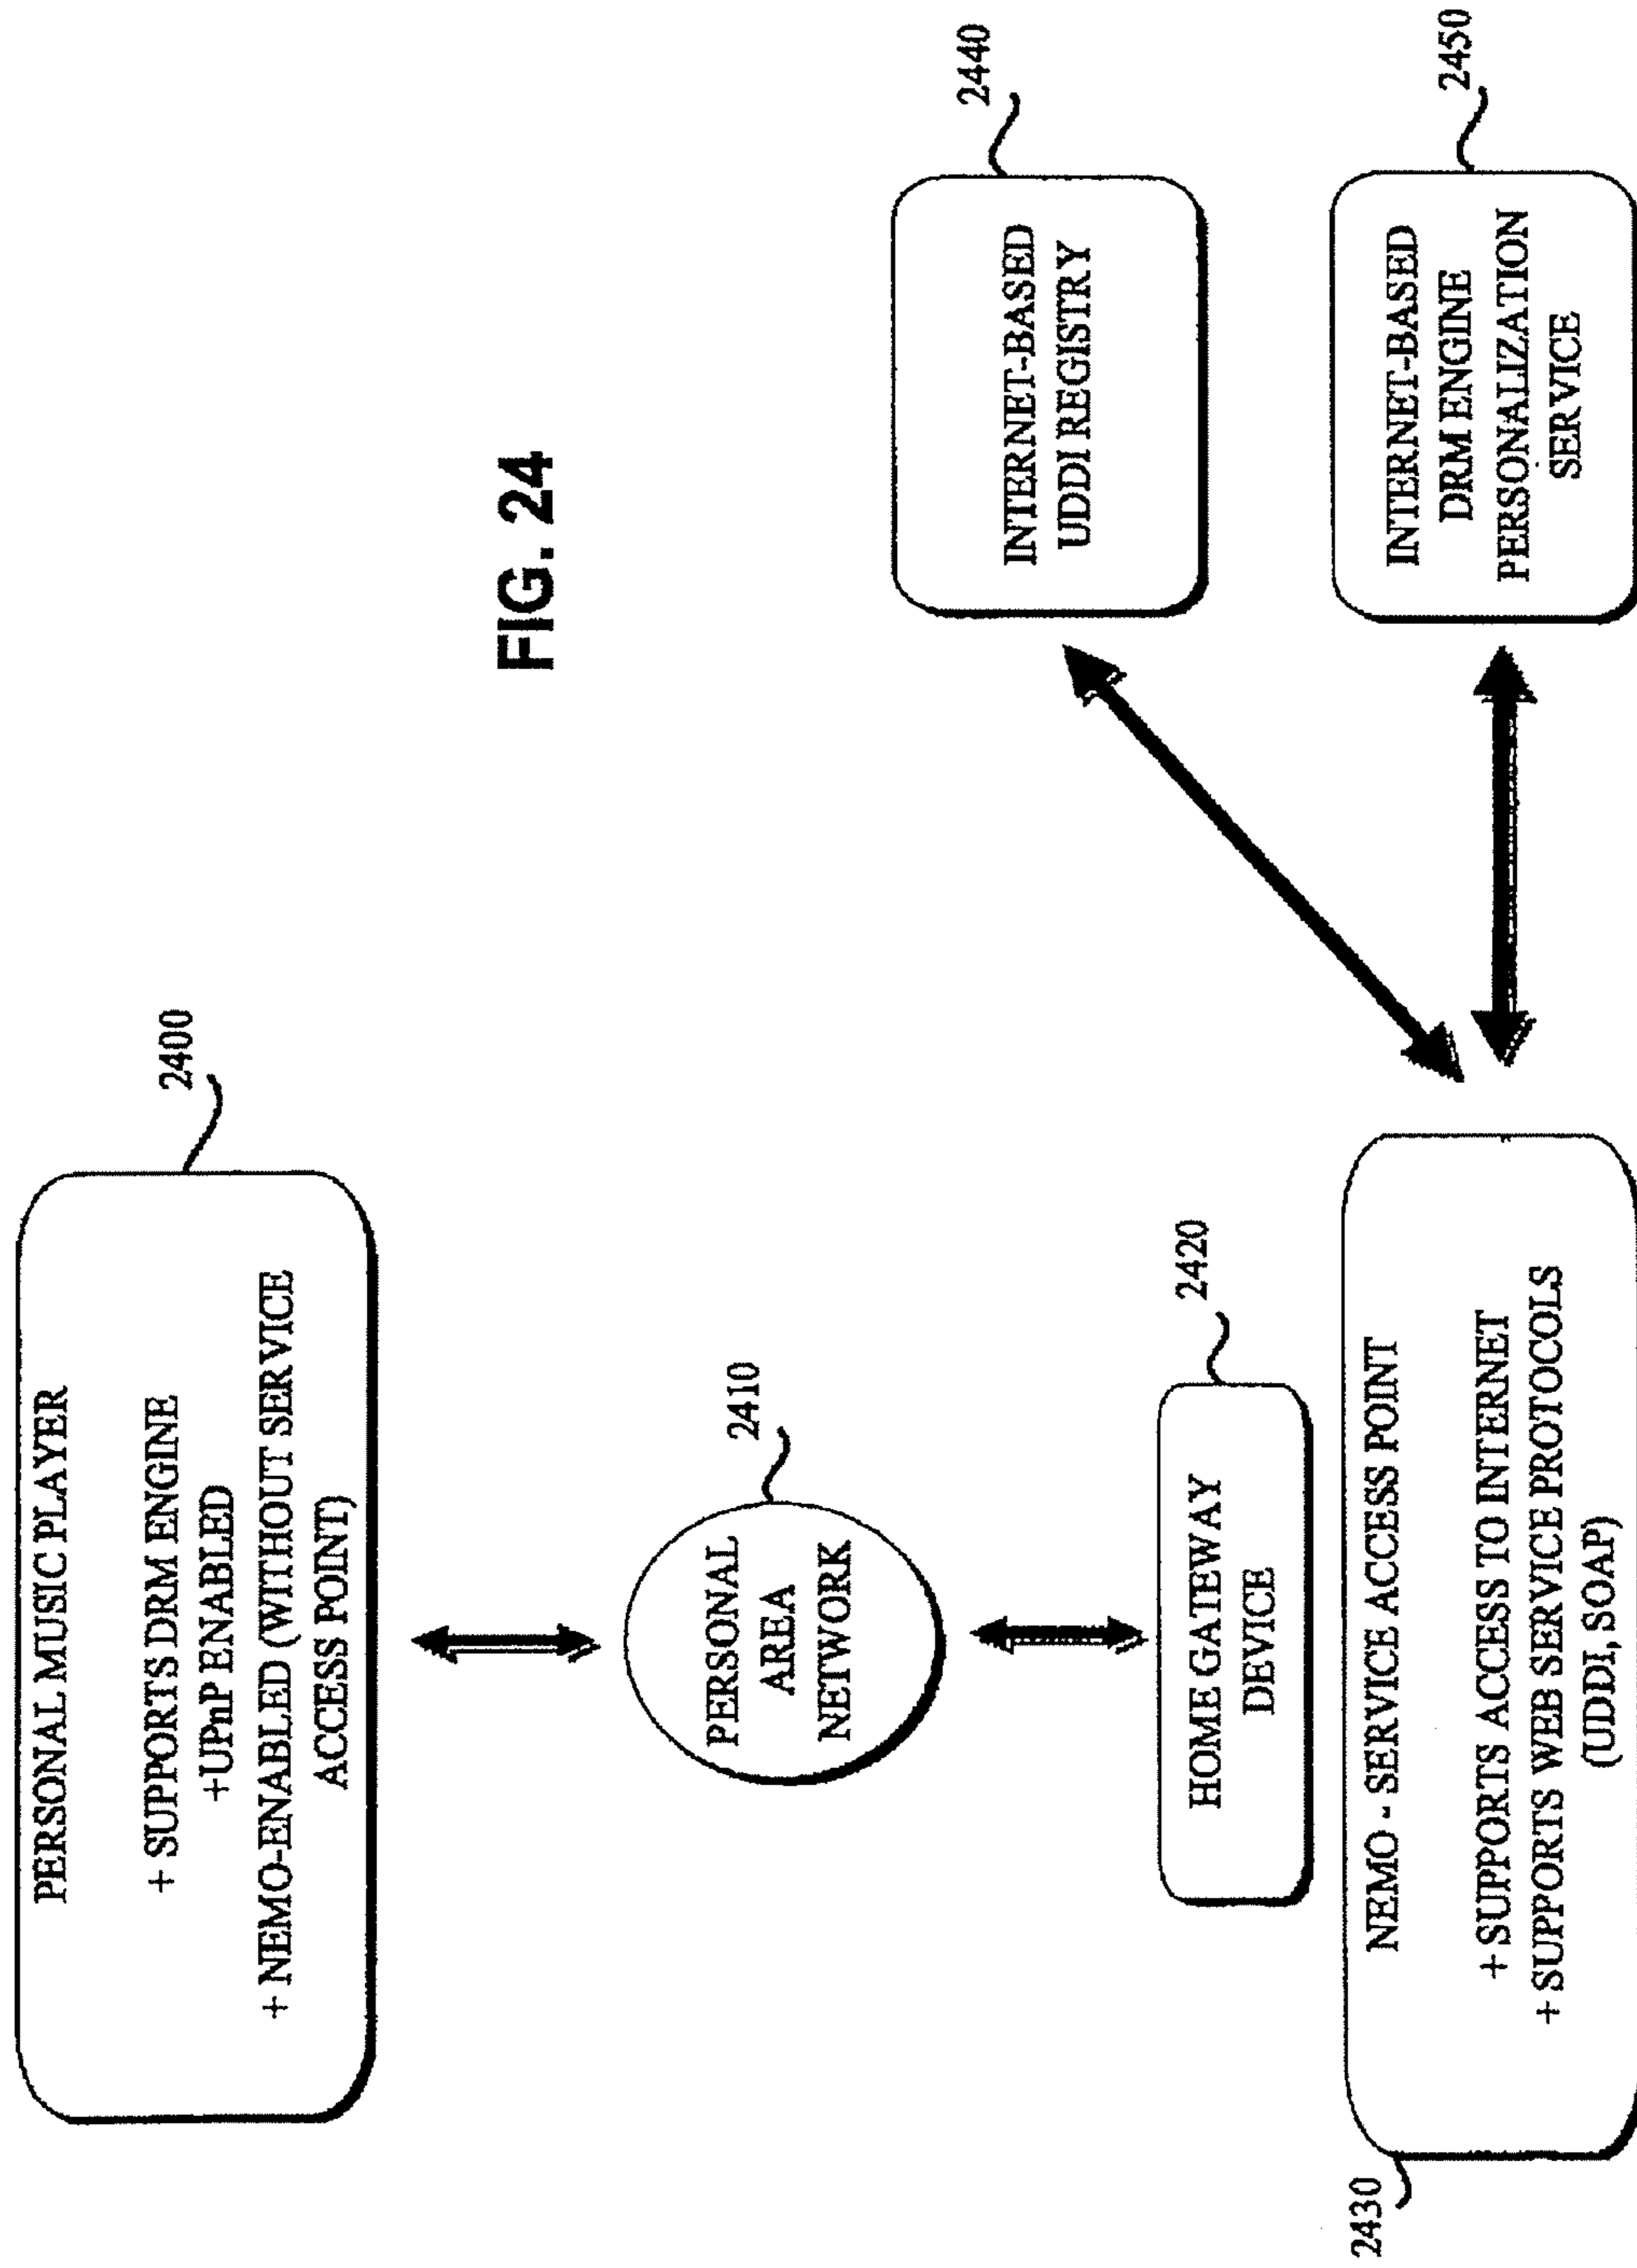 PERSONAL MUSIC PLAYER
+ SUPPORTS DRM ENGINE
+UPnP ENABLED
+ NEMO-ENABLED (WITHOUT SERVICE
ACCESS POINT)
2400
PERSONAL
AREA
NETWORK
2410
HOME GATEWAY
DEVICE
2420
NEMO - SERVICE ACCESS POINT
+ SUPPORTS ACCESS TO INTERNET
+ SUPPORTS WEB SERVICE PROTOCOLS
(UDDI, SOAP)
2430
FIG. 24
INTERNET-BASED
UDDI REGISTRY
2440
INTERNET-BASED
DRM ENGINE
PERSONALIZATION
SERVICE
2450